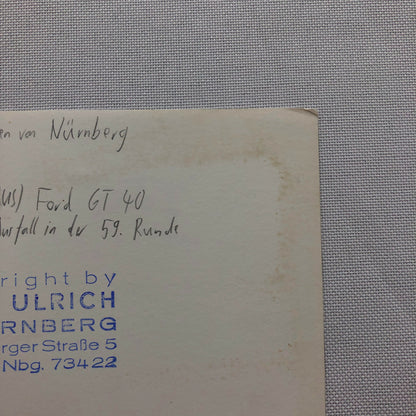 von Nürnberg
(US) Ford GT 40
Ausfall in der 59. Runde
right by
ULRICH
RNBERG
rger Straße 5
Nbg. 73422